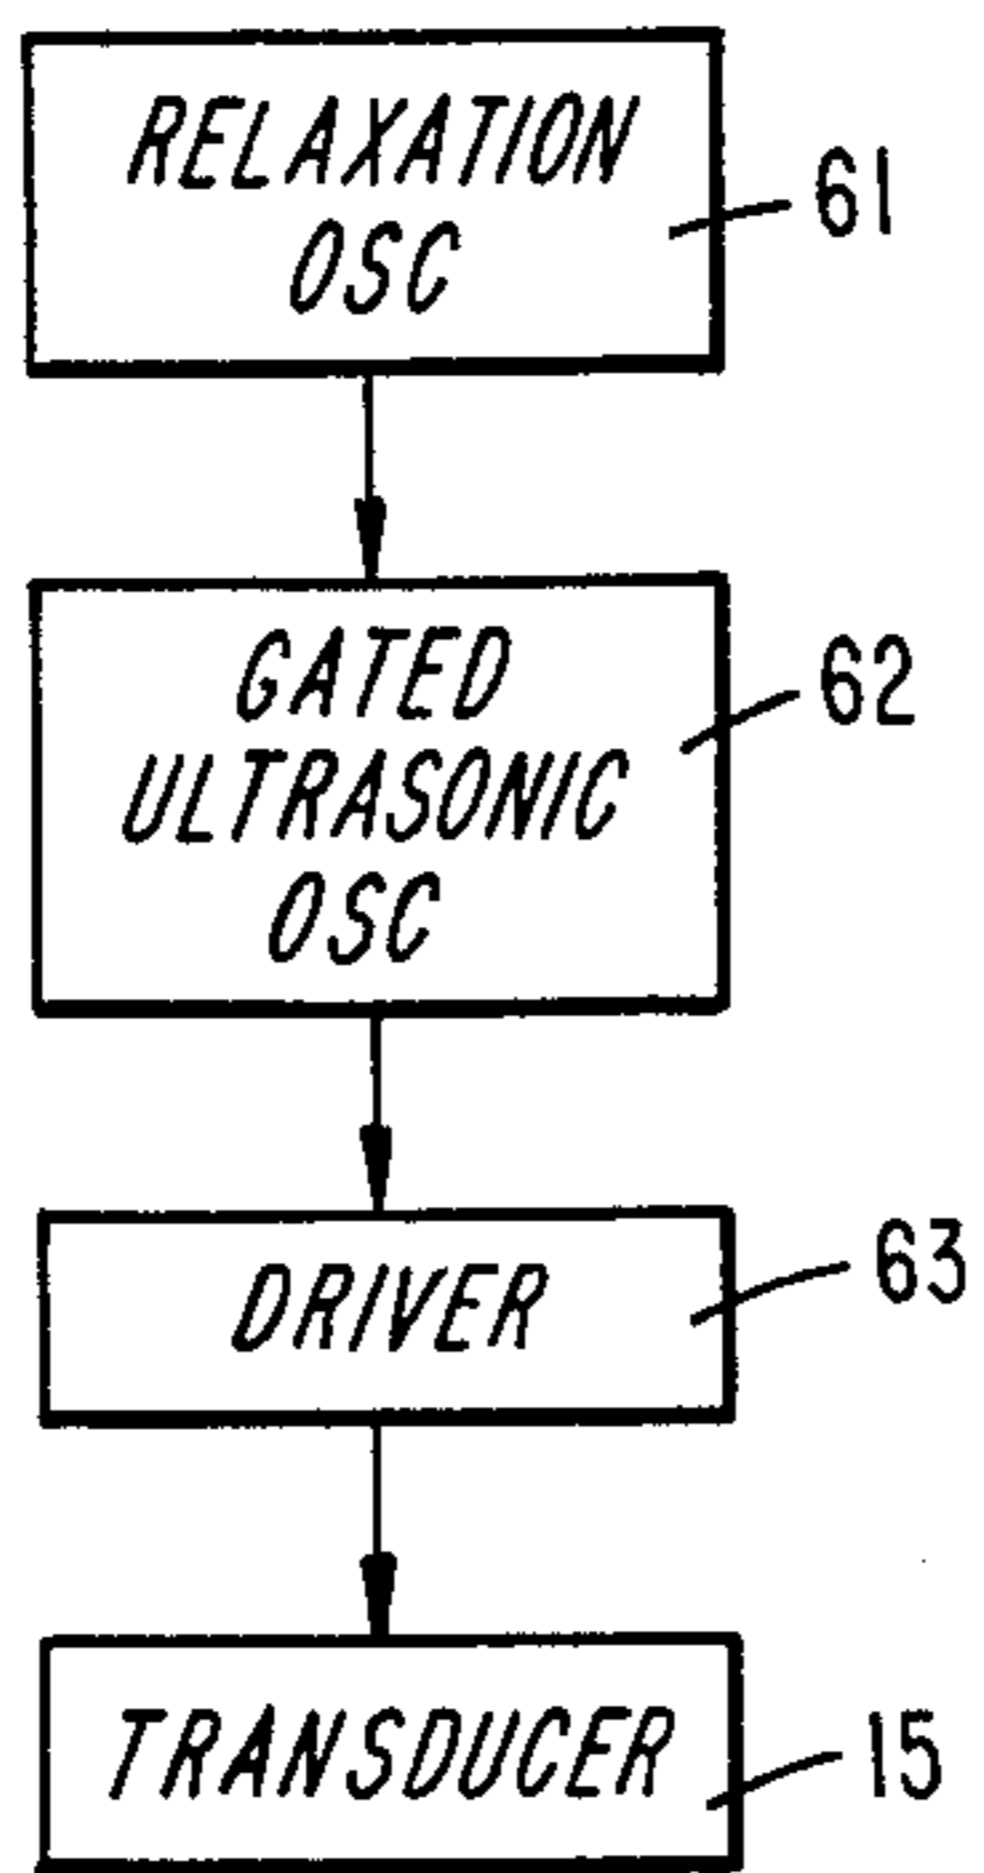 RELAXATION
OSC
61
GATED
ULTRASONIC
OSC
62
DRIVER
63
TRANSDUCER
15